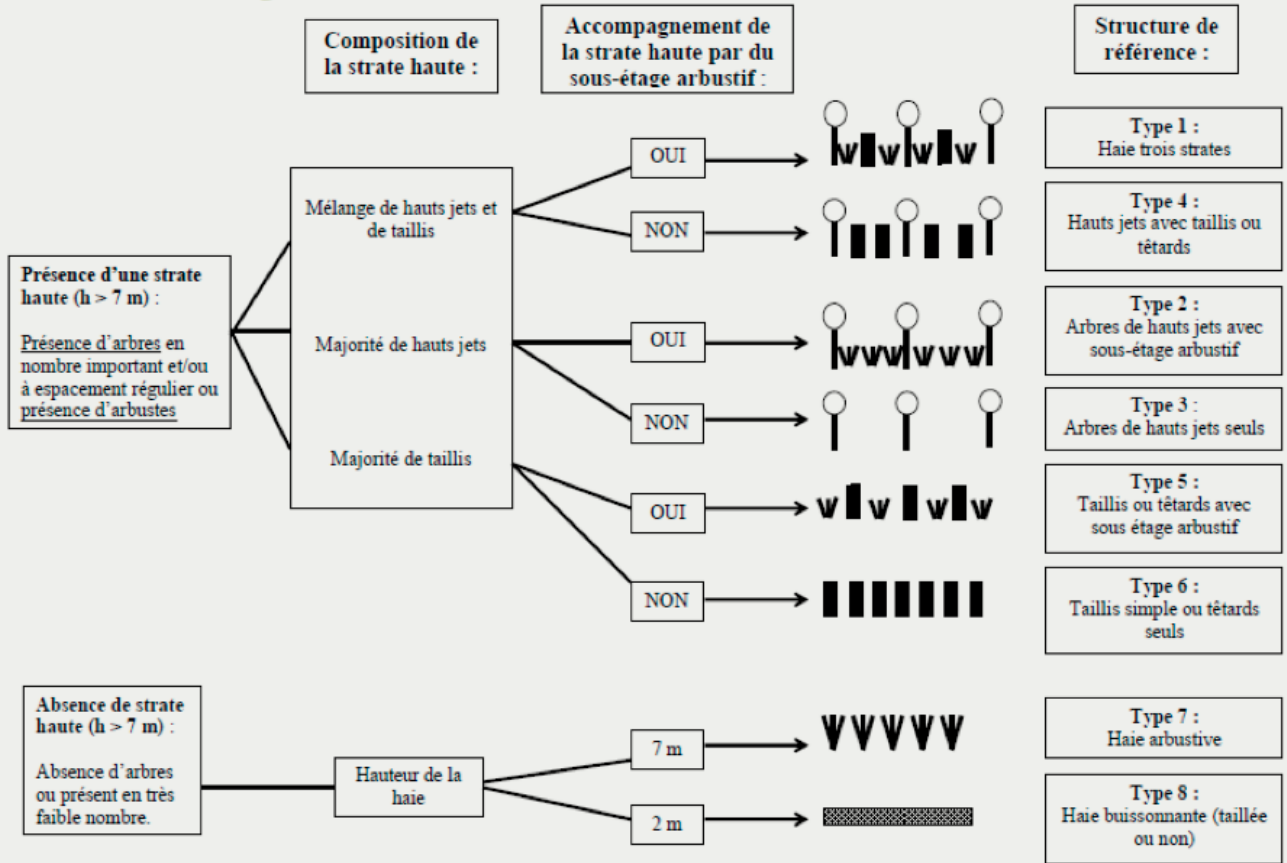 Composition de
la strate haute :
Accompagnement de
la strate haute par du
sous-étage arbustif :
Structure de
référence :
Présence d'une strate
haute (h > 7 m) :
Présence d'arbres en
nombre important et/ou
à espacement régulier ou
présence d'arbustes
Mélange de hauts jets et
de taillis
Majorité de hauts jets
Majorité de taillis
OUI
NON
OUI
NON
OUI
NON
Type 1 :
Haie trois strates
Type 4 :
Hauts jets avec taillis ou
têtards
Type 2 :
Arbres de hauts jets avec
sous-étage arbustif
Type 3 :
Arbres de hauts jets seuls
Type 5 :
Taillis ou têtards avec
sous étage arbustif
Type 6 :
Taillis simple ou têtards
seuls
Absence de strate
haute (h > 7 m) :
Absence d'arbres
ou présent en très
faible nombre.
Hauteur de la
haie
7 m
2 m
Type 7 :
Haie arbustive
Type 8 :
Haie buissonnante (taillée
ou non)